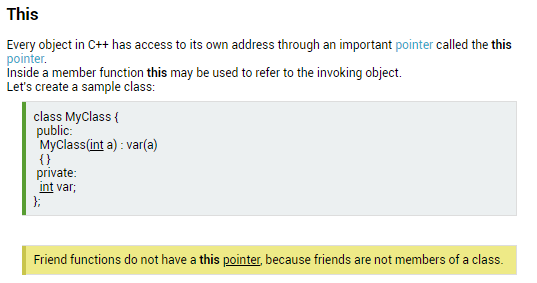 This
Every object in C++ has access to its own address through an important pointer called the this
pointer.
Inside a member function this may be used to refer to the invoking object.
Let's create a sample class:
class MyClass {
public:
MyClass(int a) : var(a)
{}
private:
int var;
};
Friend functions do not have a this pointer, because friends are not members of a class.